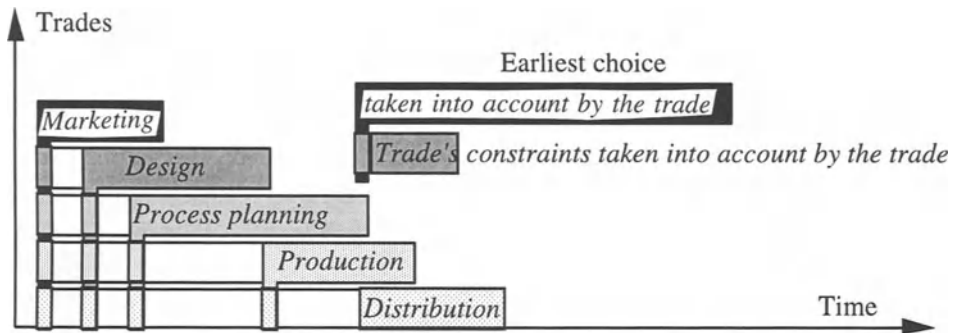 Trades
Earliest choice
taken into account by the trade
Marketing
Trade's constraints taken into account by the trade
Design
Process planning
Production
Distribution
Time